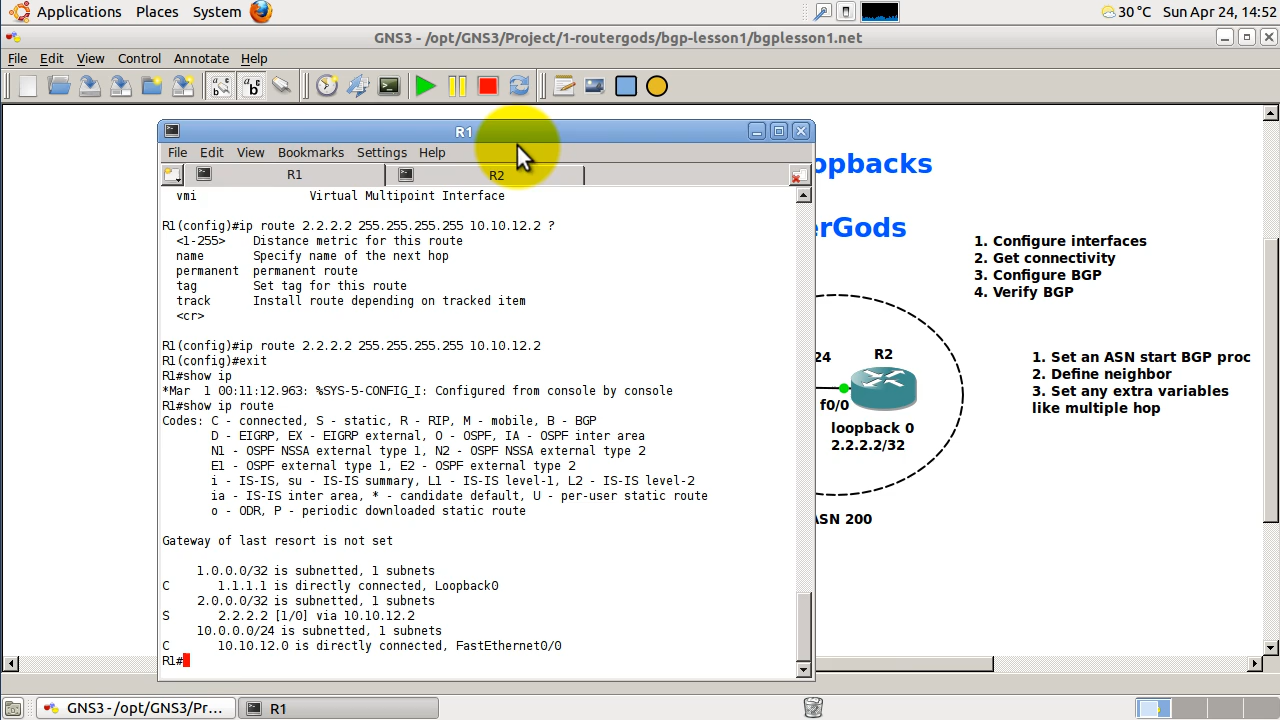 Applications Places System
30 °C Sun Apr 24, 14:52
GNS3 - /opt/GNS3/Project/1-routergods/bgp-lesson1/bgplesson1.net
File Edit View Control Annotate Help
R1
File Edit View Bookmarks Settings Help
R1 R2
vmi Virtual Multipoint Interface
R1(config)#ip route 2.2.2.2 255.255.255.255 10.10.12.2 ?
<1-255> Distance metric for this route
name Specify name of the next hop
permanent permanent route
tag Set tag for this route
track Install route depending on tracked item
<cr>
R1(config)#ip route 2.2.2.2 255.255.255.255 10.10.12.2
R1(config)#exit
R1#show ip
*Mar 1 00:11:12.963: %SYS-5-CONFIG_I: Configured from console by console
R1#show ip route
Codes: C - connected, S - static, R - RIP, M - mobile, B - BGP
D - EIGRP, EX - EIGRP external, O - OSPF, IA - OSPF inter area
N1 - OSPF NSSA external type 1, N2 - OSPF NSSA external type 2
E1 - OSPF external type 1, E2 - OSPF external type 2
i - IS-IS, su - IS-IS summary, L1 - IS-IS level-1, L2 - IS-IS level-2
ia - IS-IS inter area, * - candidate default, U - per-user static route
o - ODR, P - periodic downloaded static route
Gateway of last resort is not set
1.0.0.0/32 is subnetted, 1 subnets
C 1.1.1.1 is directly connected, Loopback0
2.0.0.0/32 is subnetted, 1 subnets
S 2.2.2.2 [1/0] via 10.10.12.2
10.0.0.0/24 is subnetted, 1 subnets
C 10.10.12.0 is directly connected, FastEthernet0/0
R1#
opbacks
erGods
1. Configure interfaces
2. Get connectivity
3. Configure BGP
4. Verify BGP
24
R2
f0/0
loopback 0
2.2.2.2/32
ASN 200
1. Set an ASN start BGP proc
2. Define neighbor
3. Set any extra variables
like multiple hop
GNS3 - /opt/GNS3/Pr...
R1